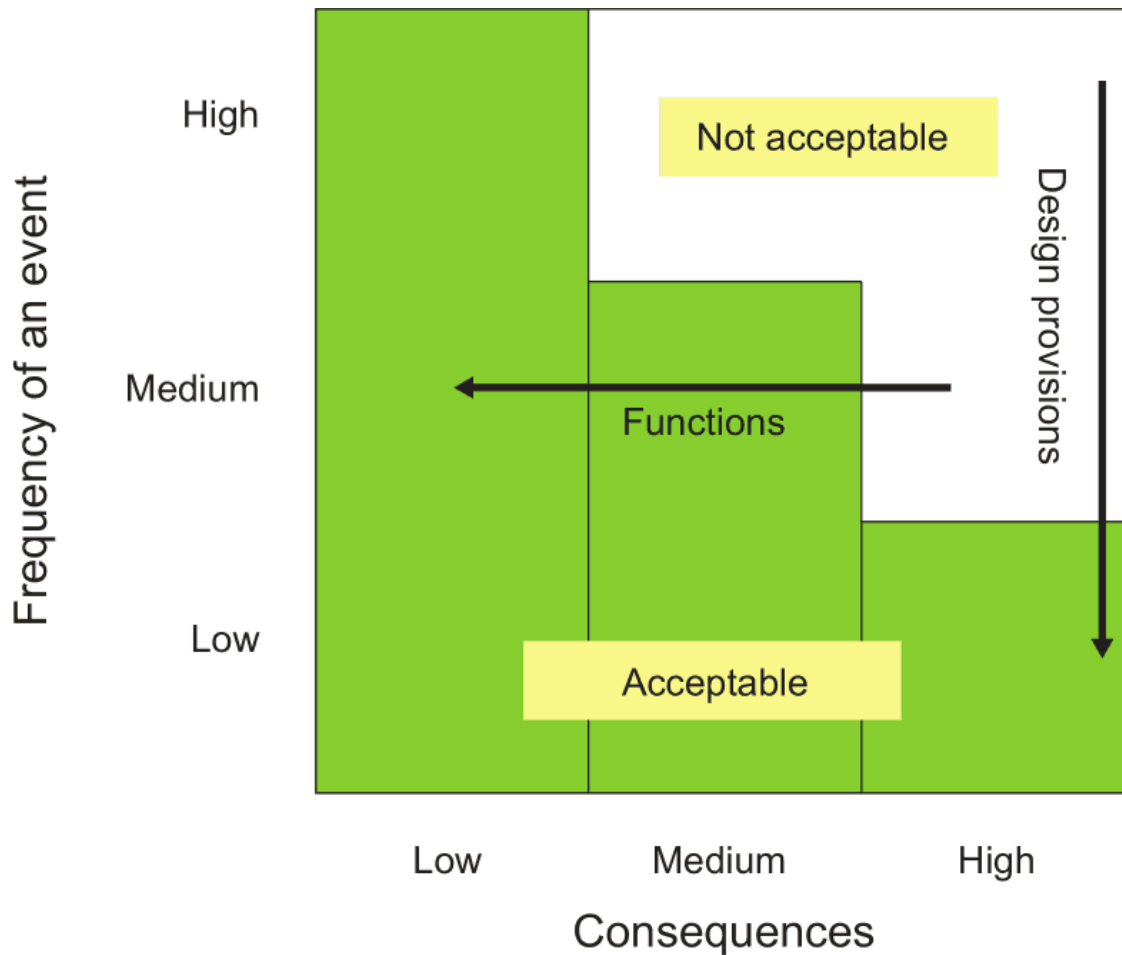 Frequency of an event
High
Medium
Low
Not acceptable
Design provisions
Functions
Acceptable
Low
Medium
High
Consequences